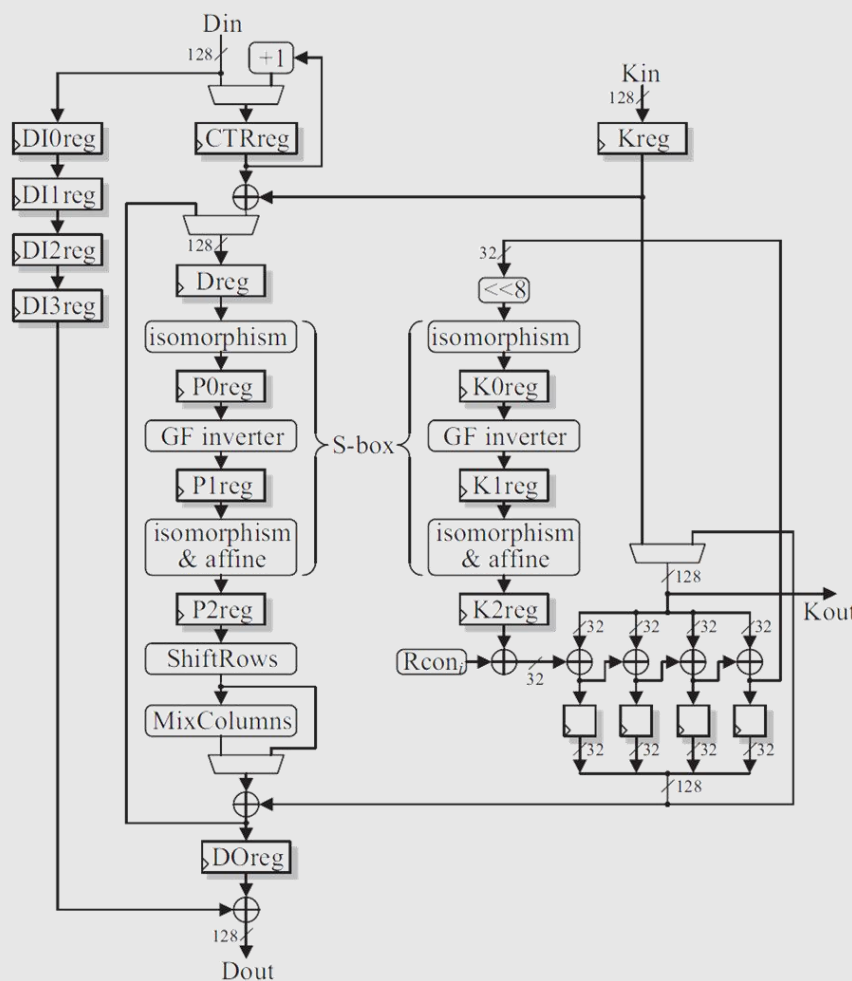 Din
128
+1
Kin
128
DI0reg
CTRreg
Kreg
DI1reg
DI2reg
128
32
Dreg
<<8
DI3reg
isomorphism
isomorphism
P0reg
K0reg
GF inverter
S-box
GF inverter
P1reg
K1reg
isomorphism
& affine
isomorphism
& affine
128
P2reg
K2reg
Kout
32
32
32
32
ShiftRows
Rconi
32
MixColumns
32
32
32
32
128
DOreg
128
Dout